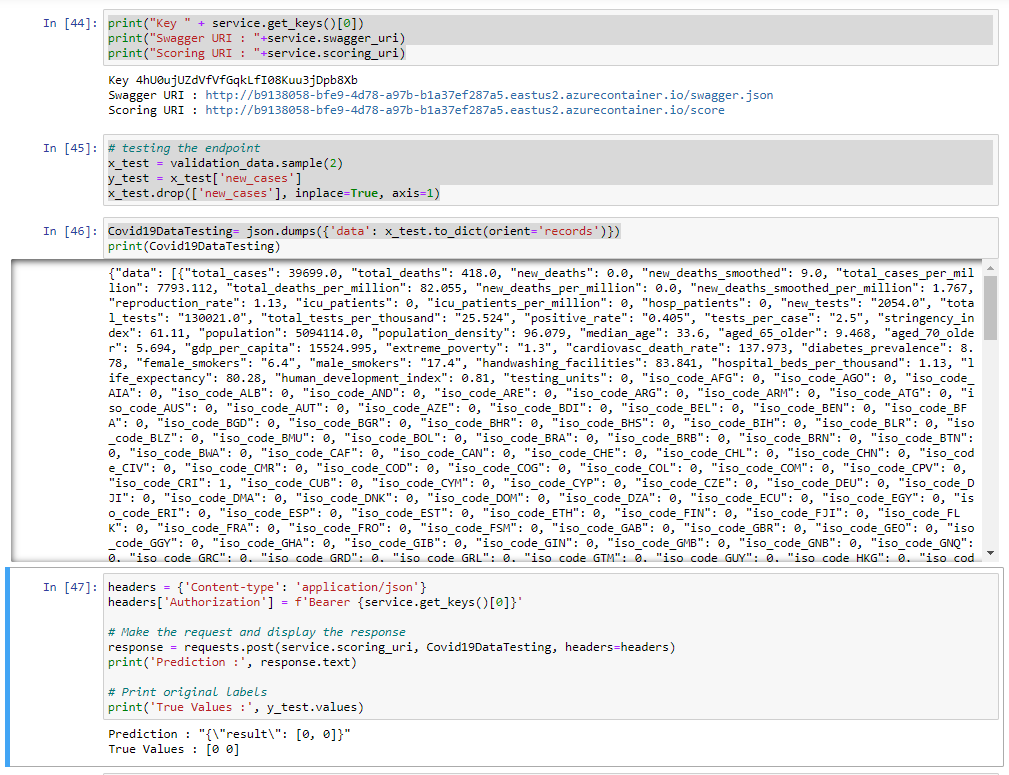 In [44]: print("Key " + service.get_keys()[0])
print("Swagger URI : "+service.swagger_uri)
print("Scoring URI : "+service.scoring_uri)
Key 4hU0ujUZdVfVfGqkLfI08Kuu3jDpb8Xb
Swagger URI : http://b9138058-bfe9-4d78-a97b-b1a37ef287a5.eastus2.azurecontainer.io/swagger.json
Scoring URI : http://b9138058-bfe9-4d78-a97b-b1a37ef287a5.eastus2.azurecontainer.io/score
In [45]: # testing the endpoint
x_test = validation_data.sample(2)
y_test = x_test['new_cases']
x_test.drop(['new_cases'], inplace=True, axis=1)
In [46]: Covid19DataTesting= json.dumps({'data': x_test.to_dict(orient='records')})
print(Covid19DataTesting)
{"data": [{"total_cases": 39699.0, "total_deaths": 418.0, "new_deaths": 0.0, "new_deaths_smoothed": 9.0, "total_cases_per_mil
lion": 7793.112, "total_deaths_per_million": 82.055, "new_deaths_per_million": 0.0, "new_deaths_smoothed_per_million": 1.767,
"reproduction_rate": 1.13, "icu_patients": 0, "icu_patients_per_million": 0, "hosp_patients": 0, "new_tests": "2054.0", "tota
l_tests": "130021.0", "total_tests_per_thousand": "25.524", "positive_rate": "0.405", "tests_per_case": "2.5", "stringency_in
dex": 61.11, "population": 5094114.0, "population_density": 96.079, "median_age": 33.6, "aged_65_older": 9.468, "aged_70_olde
r": 5.694, "gdp_per_capita": 15524.995, "extreme_poverty": "1.3", "cardiovasc_death_rate": 137.973, "diabetes_prevalence": 8.
78, "female_smokers": "6.4", "male_smokers": "17.4", "handwashing_facilities": 83.841, "hospital_beds_per_thousand": 1.13, "l
ife_expectancy": 80.28, "human_development_index": 0.81, "testing_units": 0, "iso_code_AFG": 0, "iso_code_AGO": 0, "iso_code_
AIA": 0, "iso_code_ALB": 0, "iso_code_AND": 0, "iso_code_ARE": 0, "iso_code_ARG": 0, "iso_code_ARM": 0, "iso_code_ATG": 0, "i
so_code_AUS": 0, "iso_code_AUT": 0, "iso_code_AZE": 0, "iso_code_BDI": 0, "iso_code_BEL": 0, "iso_code_BEN": 0, "iso_code_BF
A": 0, "iso_code_BGD": 0, "iso_code_BGR": 0, "iso_code_BHR": 0, "iso_code_BHS": 0, "iso_code_BIH": 0, "iso_code_BLR": 0, "iso
_code_BLZ": 0, "iso_code_BMU": 0, "iso_code_BOL": 0, "iso_code_BRA": 0, "iso_code_BRB": 0, "iso_code_BRN": 0, "iso_code_BTN":
0, "iso_code_BWA": 0, "iso_code_CAF": 0, "iso_code_CAN": 0, "iso_code_CHE": 0, "iso_code_CHL": 0, "iso_code_CHN": 0, "iso_cod
e_CIV": 0, "iso_code_CMR": 0, "iso_code_COD": 0, "iso_code_COG": 0, "iso_code_COL": 0, "iso_code_COM": 0, "iso_code_CPV": 0,
"iso_code_CRI": 1, "iso_code_CUB": 0, "iso_code_CYM": 0, "iso_code_CYP": 0, "iso_code_CZE": 0, "iso_code_DEU": 0, "iso_code_D
JI": 0, "iso_code_DMA": 0, "iso_code_DNK": 0, "iso_code_DOM": 0, "iso_code_DZA": 0, "iso_code_ECU": 0, "iso_code_EGY": 0, "is
o_code_ERI": 0, "iso_code_ESP": 0, "iso_code_EST": 0, "iso_code_ETH": 0, "iso_code_FIN": 0, "iso_code_FJI": 0, "iso_code_FL
K": 0, "iso_code_FRA": 0, "iso_code_FRO": 0, "iso_code_FSM": 0, "iso_code_GAB": 0, "iso_code_GBR": 0, "iso_code_GEO": 0, "iso
_code_GGY": 0, "iso_code_GHA": 0, "iso_code_GIB": 0, "iso_code_GIN": 0, "iso_code_GMB": 0, "iso_code_GNB": 0, "iso_code_GNQ":
0, "iso_code_GRC": 0, "iso_code_GRD": 0, "iso_code_GRL": 0, "iso_code_GTM": 0, "iso_code_GUY": 0, "iso_code_HKG": 0, "iso_cod
In [47]: headers = {'Content-type': 'application/json'}
headers['Authorization'] = f'Bearer {service.get_keys()[0]}'
# Make the request and display the response
response = requests.post(service.scoring_uri, Covid19DataTesting, headers=headers)
print('Prediction :', response.text)
# Print original labels
print('True Values :', y_test.values)
Prediction : "{\"result\": [0, 0]}"
True Values : [0 0]